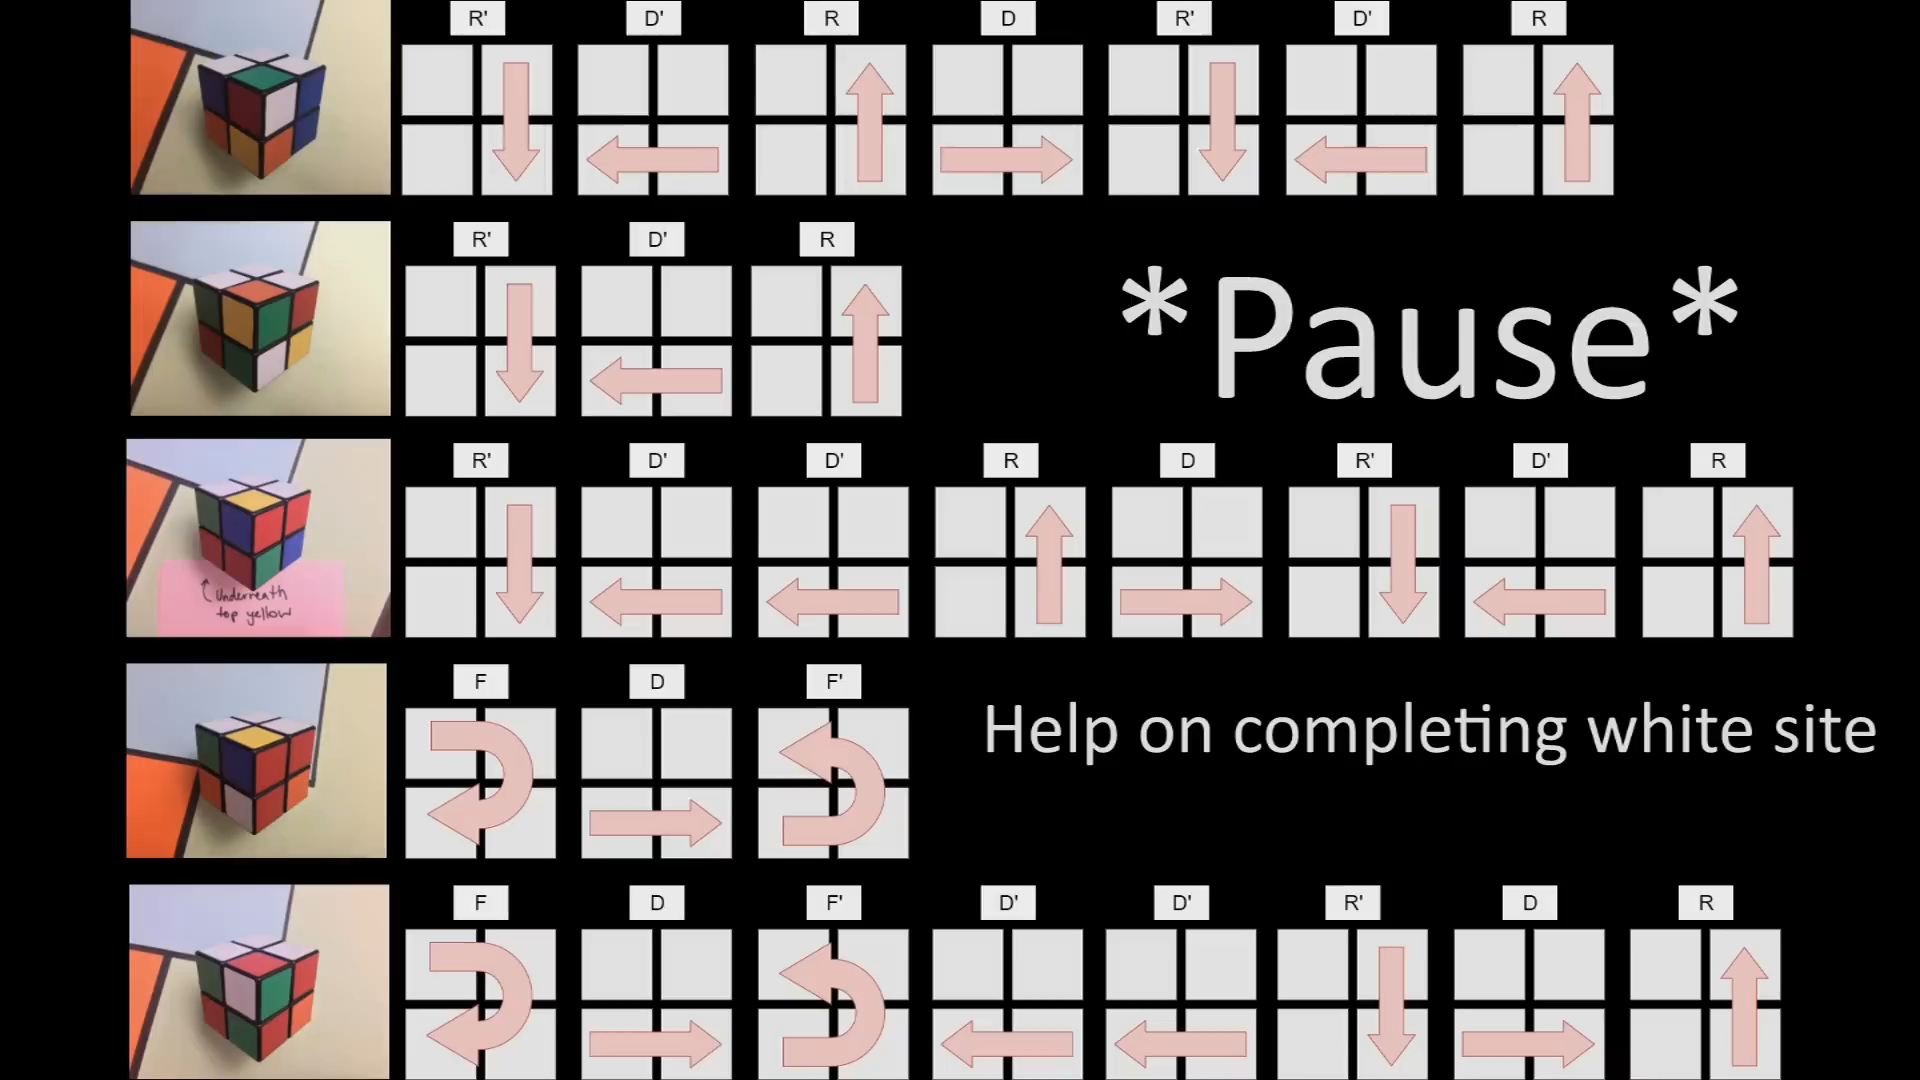 R' D' R D R' D' R
R' D' R
*Pause*
R' D' D' R D R' D' R
Underneath
top yellow
F D F'
Help on completing white site
F D F' D' D' R' D R